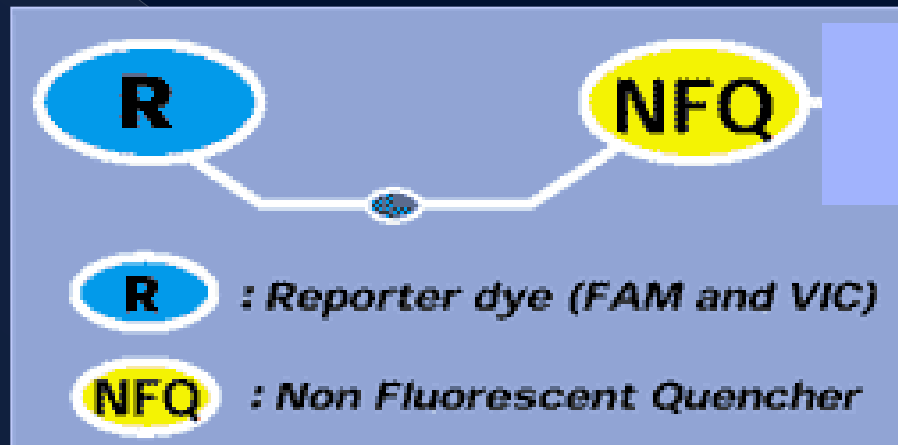 R NFQ
R : Reporter dye (FAM and VIC)
NFQ : Non Fluorescent Quencher